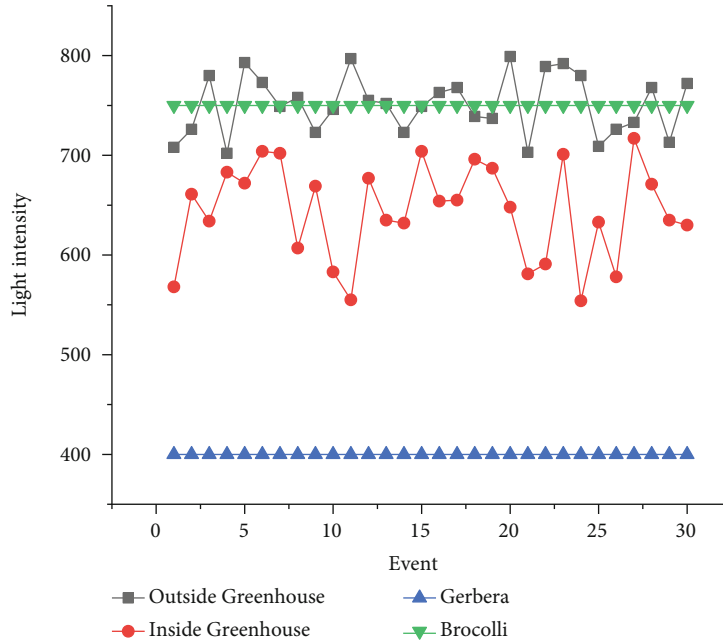 800
700
600
500
400
Light intensity
0 5 10 15 20 25 30
Event
Outside Greenhouse Gerbera
Inside Greenhouse Brocolli